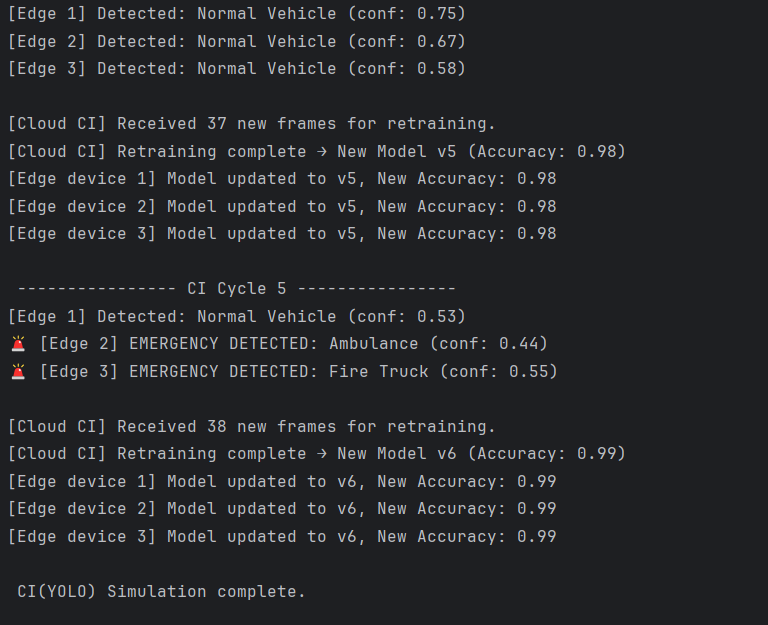 [Edge 1] Detected: Normal Vehicle (conf: 0.75)
[Edge 2] Detected: Normal Vehicle (conf: 0.67)
[Edge 3] Detected: Normal Vehicle (conf: 0.58)
[Cloud CI] Received 37 new frames for retraining.
[Cloud CI] Retraining complete → New Model v5 (Accuracy: 0.98)
[Edge device 1] Model updated to v5, New Accuracy: 0.98
[Edge device 2] Model updated to v5, New Accuracy: 0.98
[Edge device 3] Model updated to v5, New Accuracy: 0.98
---------------- CI Cycle 5 ----------------
[Edge 1] Detected: Normal Vehicle (conf: 0.53)
🚨 [Edge 2] EMERGENCY DETECTED: Ambulance (conf: 0.44)
🚨 [Edge 3] EMERGENCY DETECTED: Fire Truck (conf: 0.55)
[Cloud CI] Received 38 new frames for retraining.
[Cloud CI] Retraining complete → New Model v6 (Accuracy: 0.99)
[Edge device 1] Model updated to v6, New Accuracy: 0.99
[Edge device 2] Model updated to v6, New Accuracy: 0.99
[Edge device 3] Model updated to v6, New Accuracy: 0.99
CI(YOLO) Simulation complete.